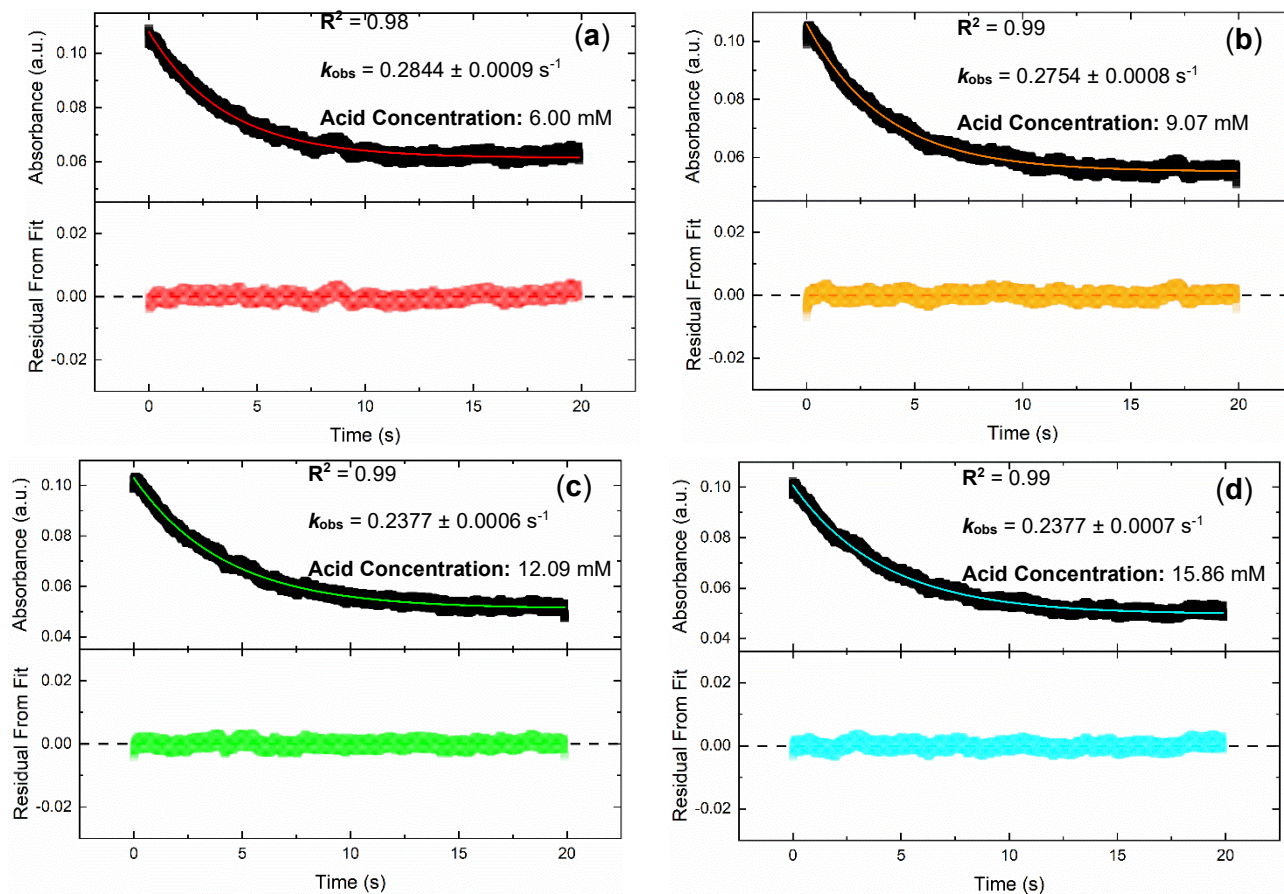 R² = 0.98
(a)
k_obs = 0.2844 ± 0.0009 s⁻¹
Acid Concentration: 6.00 mM
Absorbance (a.u.)
0.10
0.08
0.06
Residual From Fit
0.02
0.00
-0.02
0 5 10 15 20
Time (s)
R² = 0.99
(b)
k_obs = 0.2754 ± 0.0008 s⁻¹
Acid Concentration: 9.07 mM
Absorbance (a.u.)
0.10
0.08
0.06
Residual From Fit
0.02
0.00
-0.02
0 5 10 15 20
Time (s)
R² = 0.99
(c)
k_obs = 0.2377 ± 0.0006 s⁻¹
Acid Concentration: 12.09 mM
Absorbance (a.u.)
0.10
0.08
0.06
0.04
Residual From Fit
0.02
0.00
-0.02
0 5 10 15 20
Time (s)
R² = 0.99
(d)
k_obs = 0.2377 ± 0.0007 s⁻¹
Acid Concentration: 15.86 mM
Absorbance (a.u.)
0.10
0.08
0.06
0.04
Residual From Fit
0.02
0.00
-0.02
0 5 10 15 20
Time (s)